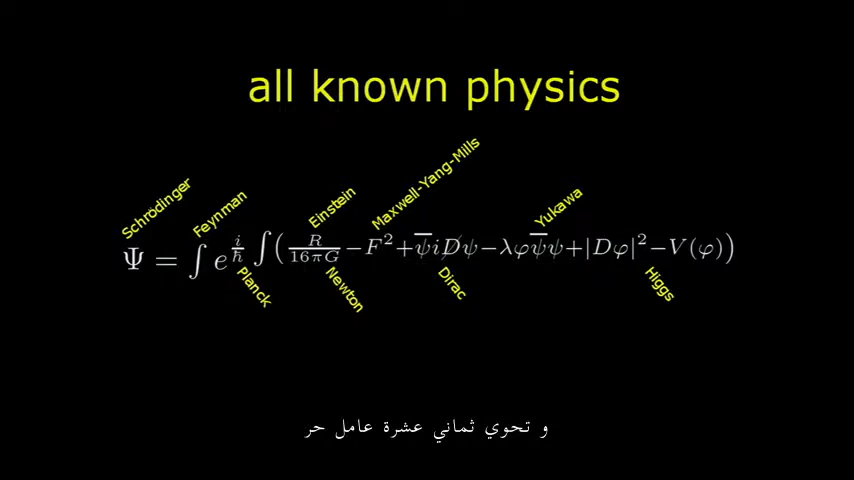 all known physics
Schrödinger
Feynman
Einstein
Maxwell-Yang-Mills
Yukawa
Ψ = ∫ e^{i/ħ ∫( R/16πG −F²+ψ̅iD̸ψ−λφψ̅ψ+|Dφ|²−V(φ))}
Planck
Newton
Dirac
Higgs
و تحوي ثماني عشرة عامل حر